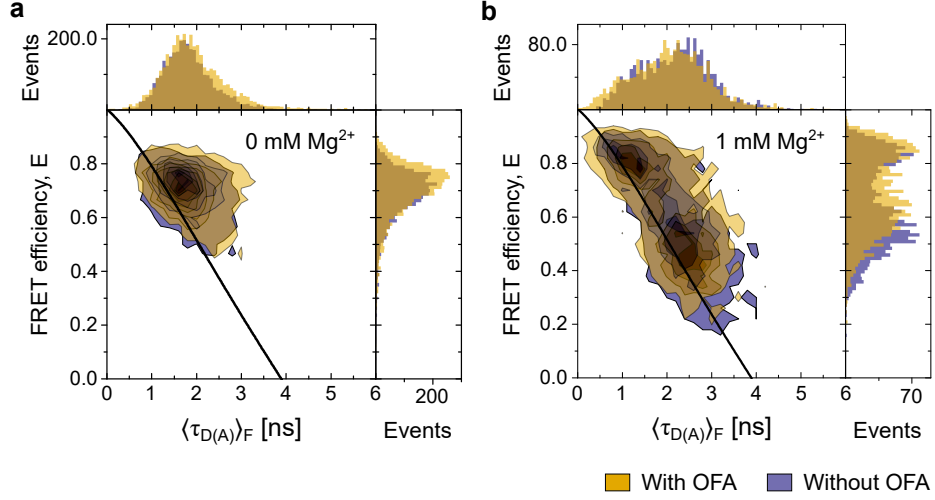 a
200.0
Events
0 mM Mg²⁺
FRET efficiency, E
0.8
0.6
0.4
0.2
0.0
0 1 2 3 4 5 6
200
⟨τD(A)⟩F [ns]
Events
b
80.0
Events
1 mM Mg²⁺
FRET efficiency, E
0.8
0.6
0.4
0.2
0.0
0 1 2 3 4 5 6
70
⟨τD(A)⟩F [ns]
Events
With OFA
Without OFA